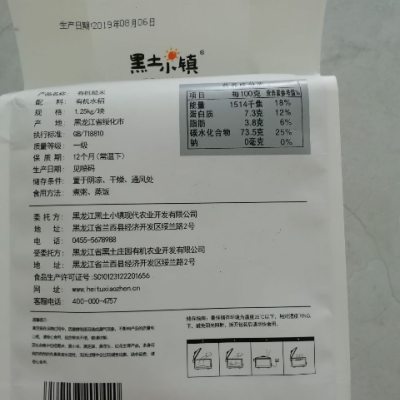 生产日期:2019年08月06日
黑土小镇
品 名: 有机稻米
配 料: 有机水稻
规 格: 1.25kg/块
产 地: 黑龙江省绥化市
执行标准: GB/T18810
质量等级: 一级
保 质 期: 12个月(常温下)
生产日期: 见喷码
储存条件: 置于阴凉、干燥、通风处
食用方法: 煮粥、蒸饭
项目 每100克 营养素参考值%
能量 1514千焦 18%
蛋白质 7.3克 12%
脂肪 3.8克 6%
碳水化合物 73.5克 25%
钠 0毫克 0%
委 托 方: 黑龙江黑土小镇现代农业开发有限公司
地 址: 黑龙江省兰西县经济开发区绥兰路2号
电 话: 0455-5678988
受委托方: 黑龙江省黑土庄园有机农业开发有限公司
地 址: 黑龙江省兰西县经济开发区绥兰路2号
食品生产许可证号: SC10123122201656
网 址: www.heituxiaozhen.cn
客服电话: 400-000-4757
温馨提示: